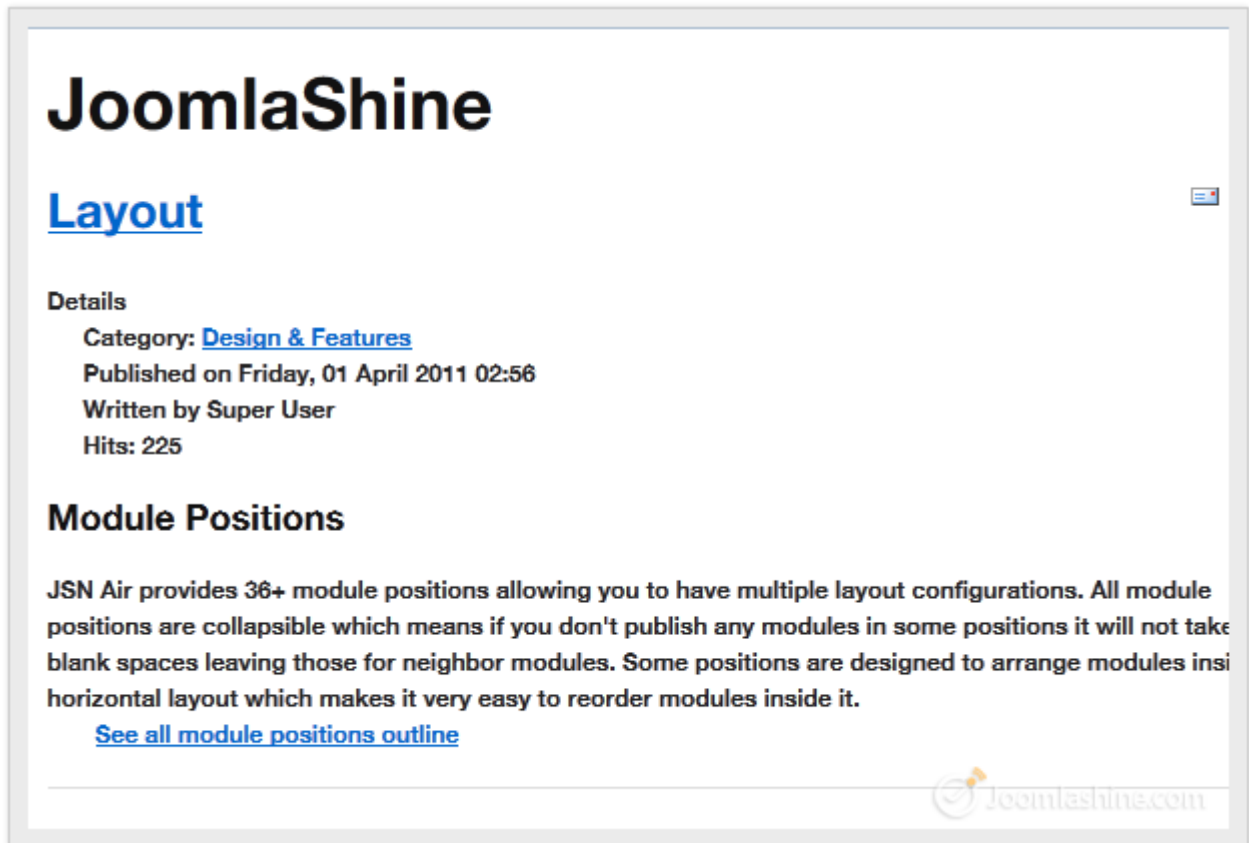 JoomlaShine
Layout
Details
Category: Design & Features
Published on Friday, 01 April 2011 02:56
Written by Super User
Hits: 225
Module Positions
JSN Air provides 36+ module positions allowing you to have multiple layout configurations. All module
positions are collapsible which means if you don't publish any modules in some positions it will not take
blank spaces leaving those for neighbor modules. Some positions are designed to arrange modules insi
horizontal layout which makes it very easy to reorder modules inside it.
See all module positions outline
Joomlashine.com